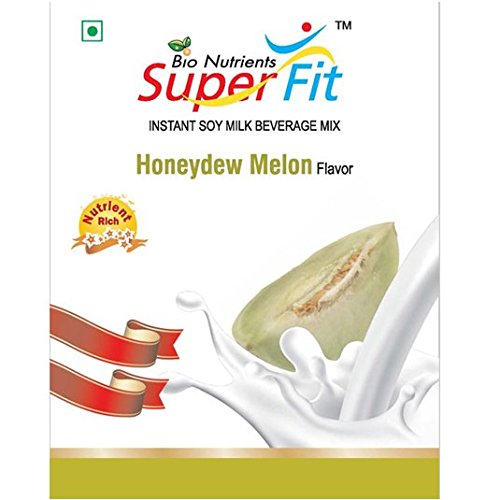 TM
Bio Nutrients
Super Fit
INSTANT SOY MILK BEVERAGE MIX
Honeydew Melon Flavor
Nutrient
Rich